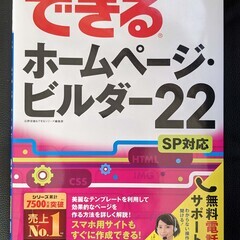 できる®
ホームページ・
ビルダー22
SP対応
CSS
HTML
無料電話
サポート
シリーズ累計
7500万部突破
売上
No.1
美麗なテンプレートを利用して
効果的なページを
作る方法を詳しく解説!
スマホ用サイトも
すぐに作成できる!